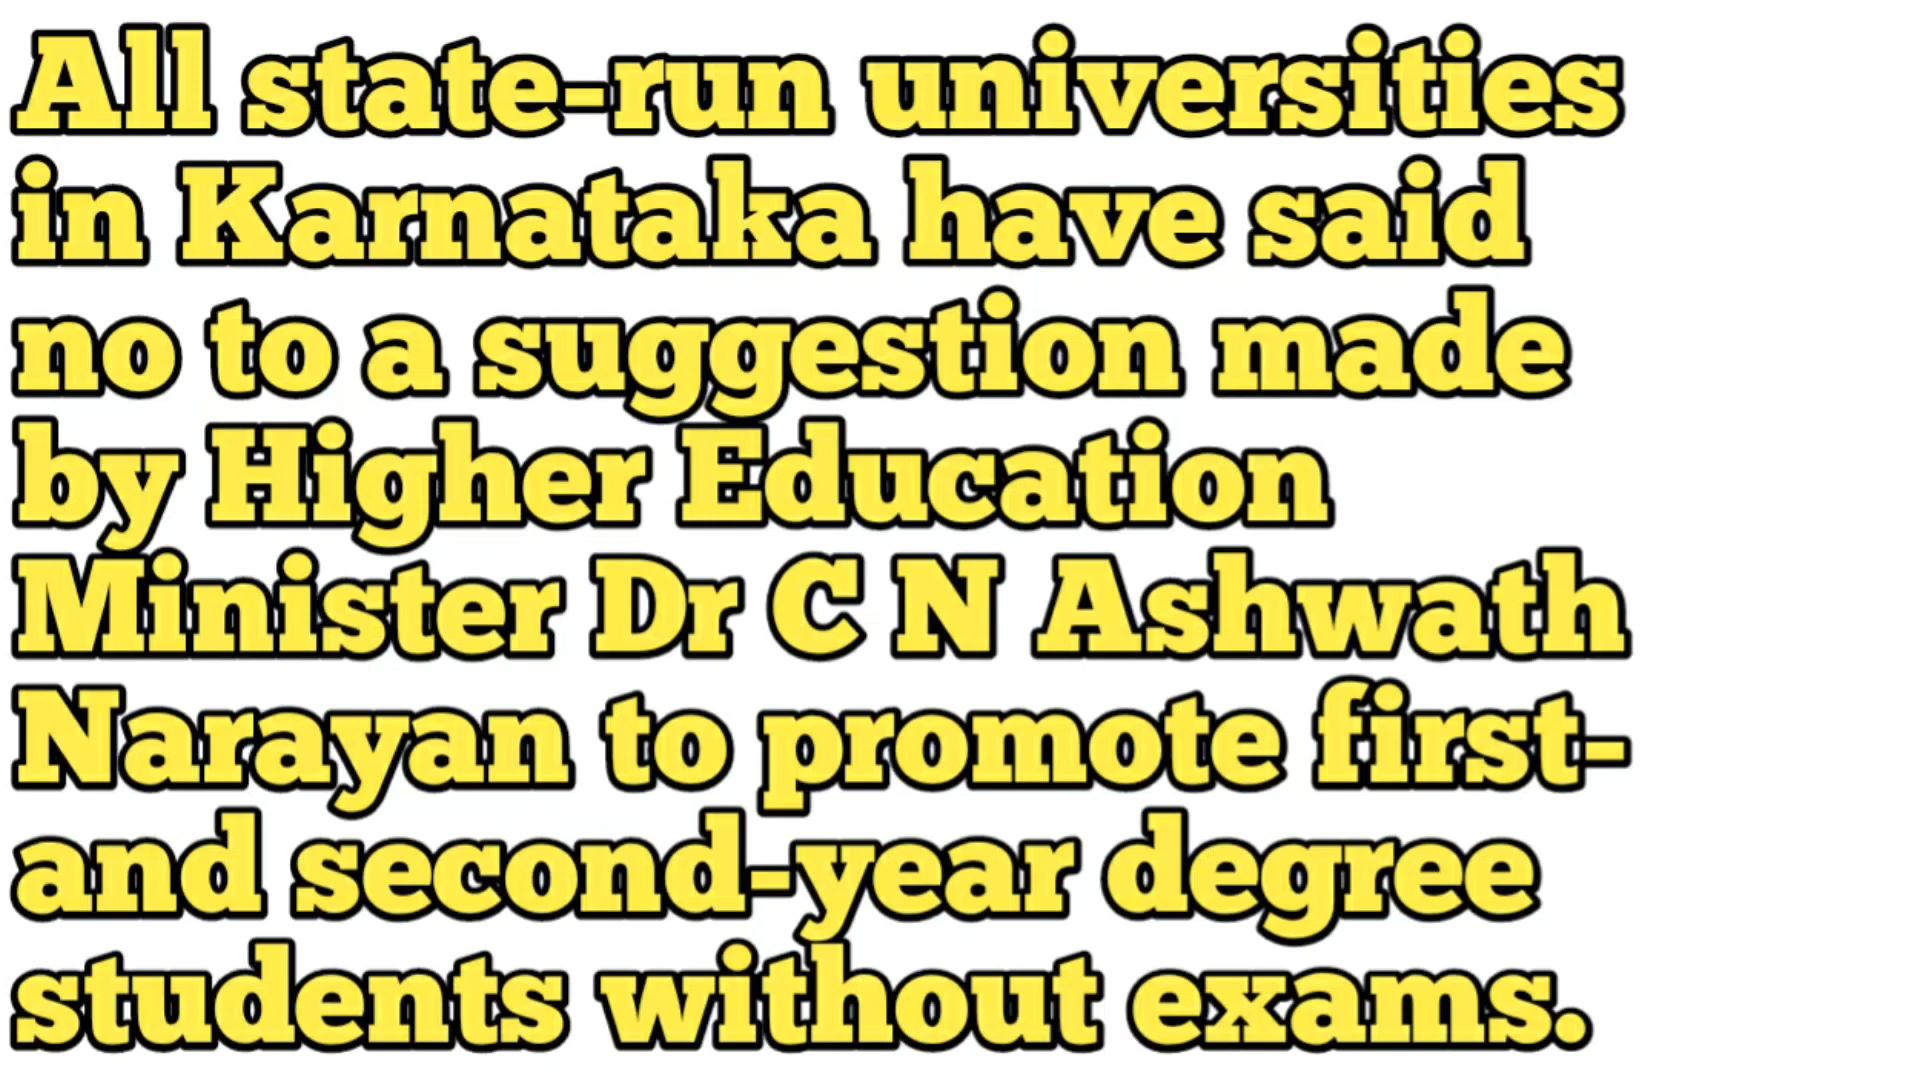 All state-run universities
in Karnataka have said
no to a suggestion made
by Higher Education
Minister Dr C N Ashwath
Narayan to promote first-
and second-year degree
students without exams.